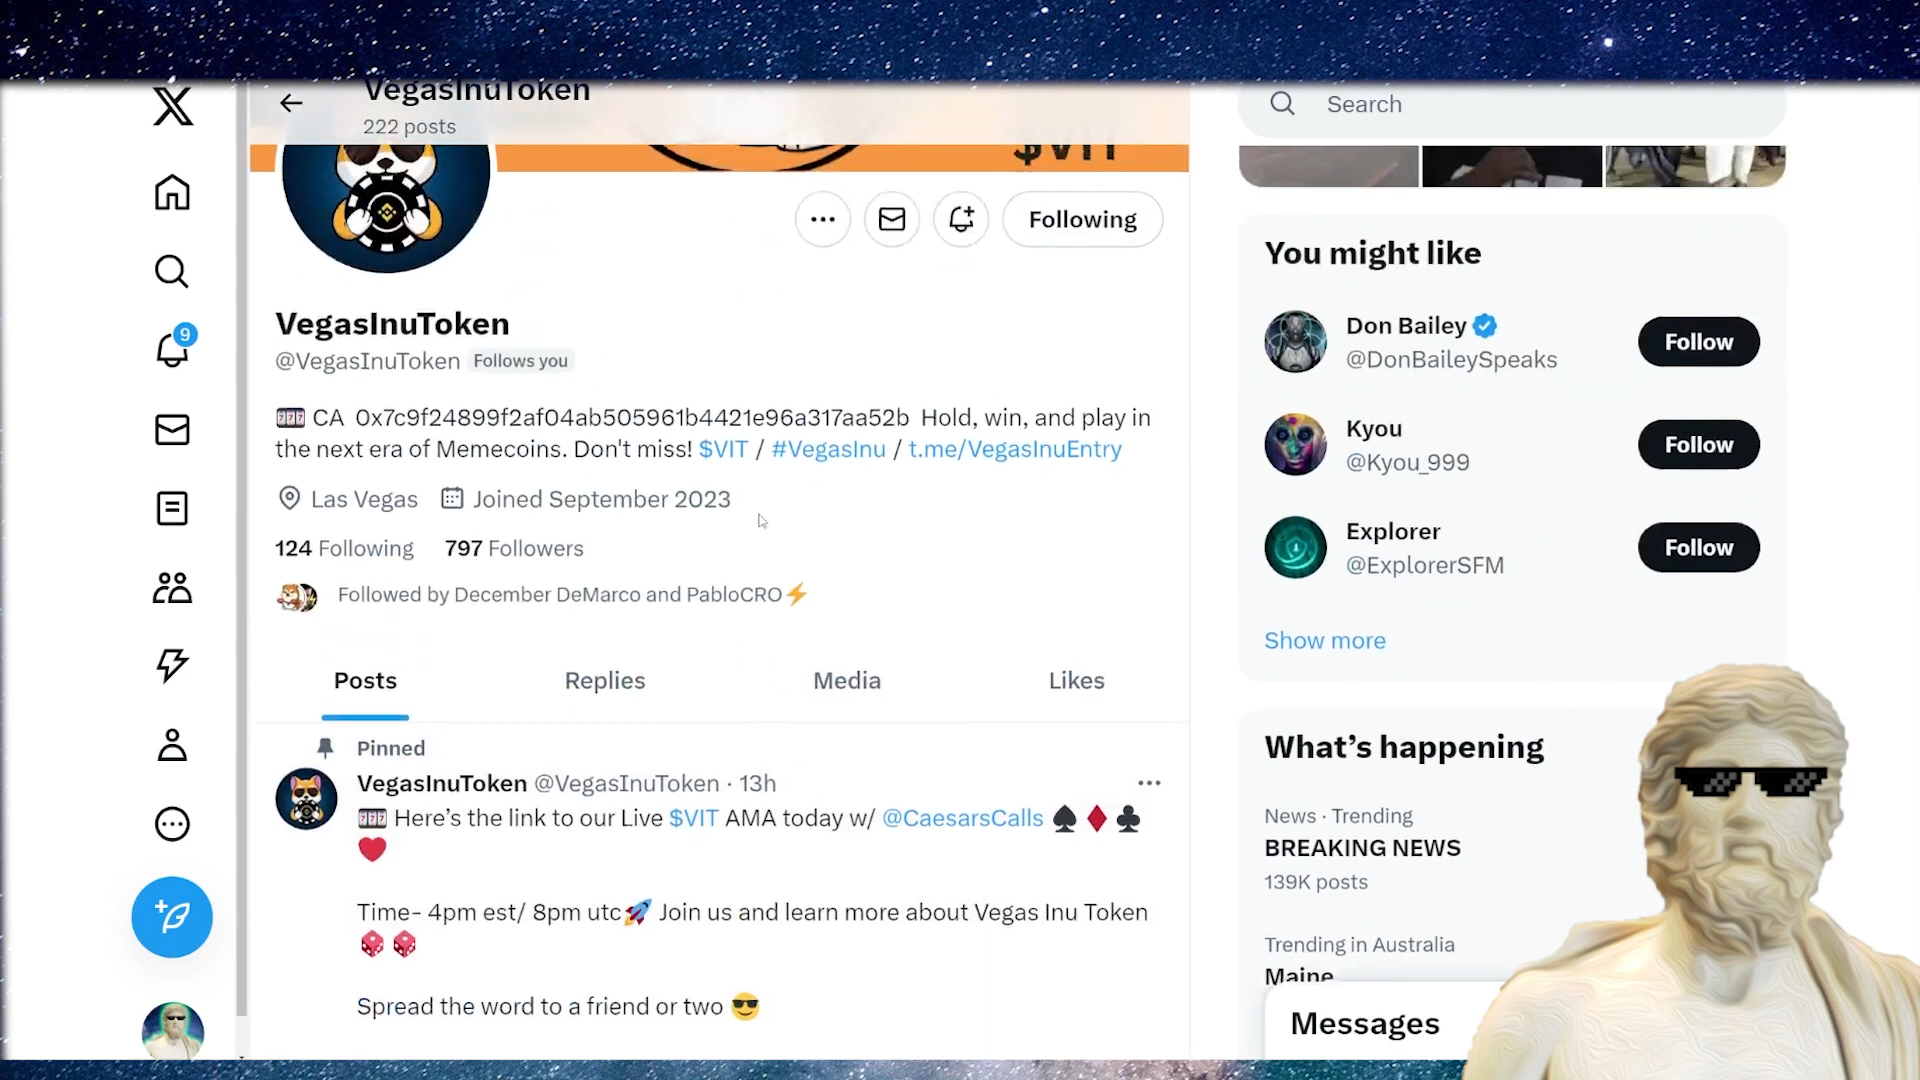 VegasInuToken
222 posts
Search
$VIT
Following
VegasInuToken
@VegasInuToken Follows you
🎰 CA 0x7c9f24899f2af04ab505961b4421e96a317aa52b Hold, win, and play in
the next era of Memecoins. Don't miss! $VIT / #VegasInu / t.me/VegasInuEntry
Las Vegas Joined September 2023
124 Following 797 Followers
Followed by December DeMarco and PabloCRO⚡
Posts Replies Media Likes
Pinned
VegasInuToken @VegasInuToken · 13h
🎰 Here's the link to our Live $VIT AMA today w/ @CaesarsCalls ♠️ ♦️ ♣️
❤️
Time- 4pm est/ 8pm utc🚀 Join us and learn more about Vegas Inu Token
🎲 🎲
Spread the word to a friend or two 😎
9
You might like
Don Bailey
@DonBaileySpeaks
Follow
Kyou
@Kyou_999
Follow
Explorer
@ExplorerSFM
Follow
Show more
What's happening
News · Trending
BREAKING NEWS
139K posts
Trending in Australia
Maine
Messages